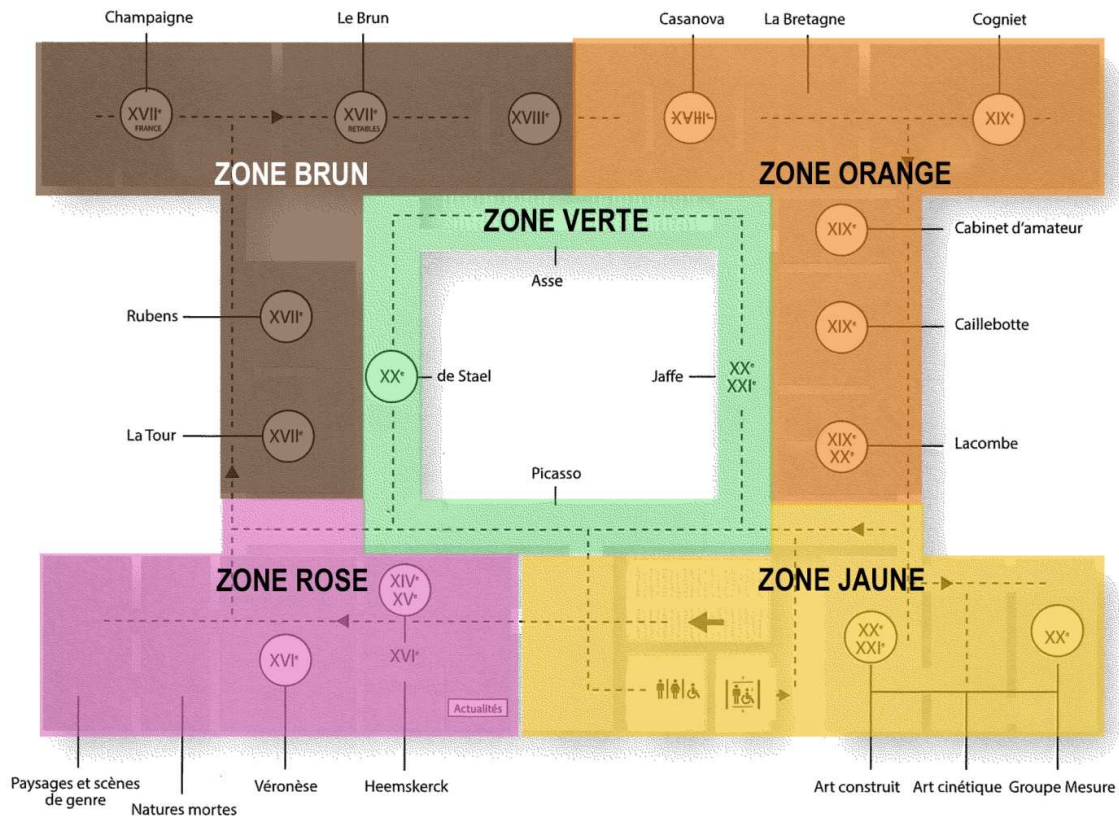 Champaigne
Le Brun
Casanova
La Bretagne
Cogniet
XVIIe
FRANCE
XVIIe
RETABLES
XVIIIe
XVIIIe
XIXe
ZONE BRUN
ZONE ORANGE
ZONE VERTE
XIXe
Cabinet d'amateur
Asse
Rubens
XVIIe
XIXe
Caillebotte
XXe
de Stael
Jaffe
XXe
XXIe
La Tour
XVIIe
XIXe
XXe
Lacombe
Picasso
ZONE ROSE
ZONE JAUNE
XIVe
XVe
XXe
XXIe
XXe
XVIe
XVIe
Actualités
Paysages et scènes
de genre
Natures mortes
Véronèse
Heemskerck
Art construit
Art cinétique
Groupe Mesure